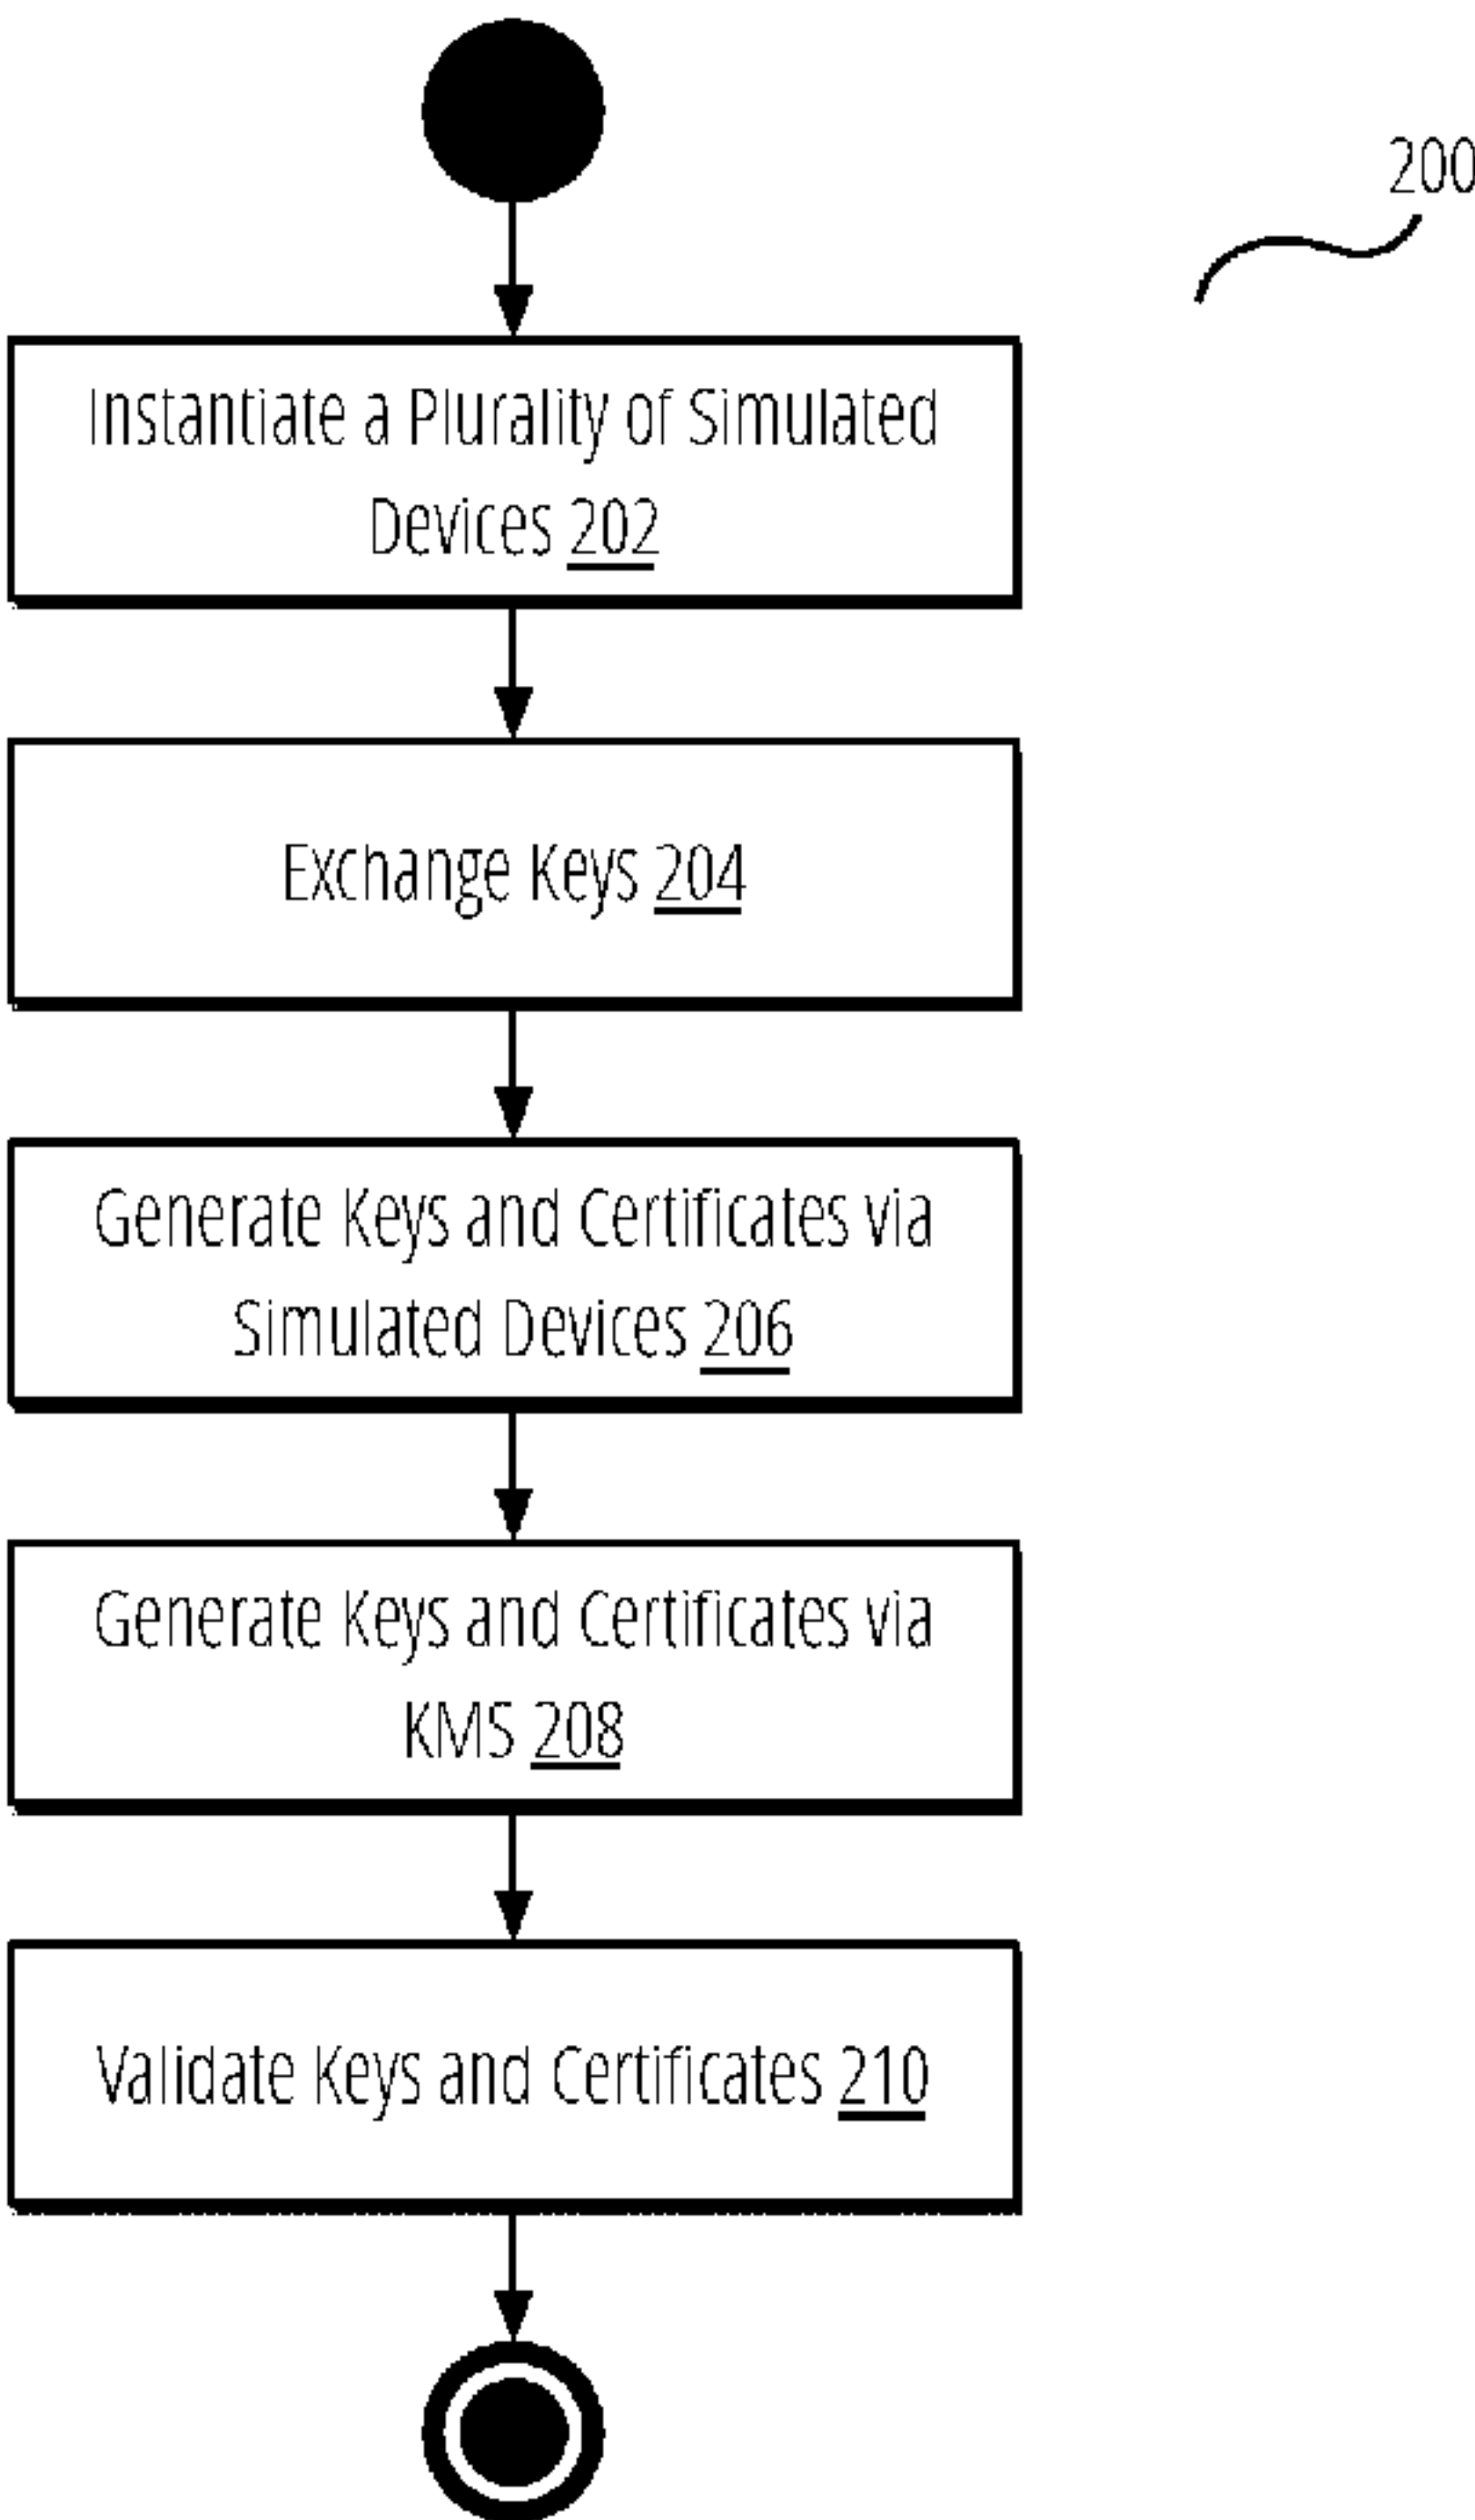 200
Instantiate a Plurality of Simulated
Devices 202
Exchange Keys 204
Generate Keys and Certificates via
Simulated Devices 206
Generate Keys and Certificates via
KMS 208
Validate Keys and Certificates 210